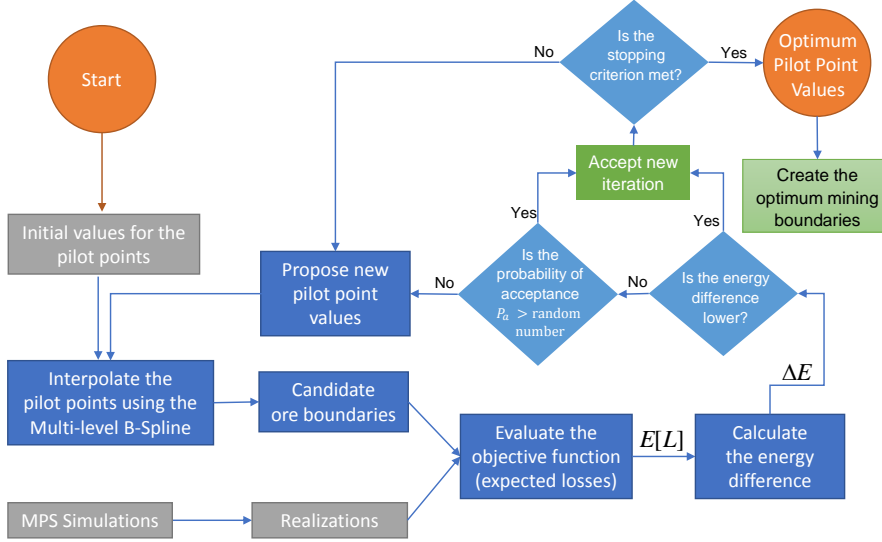 Start
Initial values for the
pilot points
Interpolate the
pilot points using the
Multi-level B-Spline
MPS Simulations
Realizations
Candidate
ore boundaries
Propose new
pilot point
values
No
Is the
stopping
criterion met?
Yes
Optimum
Pilot Point
Values
Create the
optimum mining
boundaries
Accept new
iteration
Yes
Yes
No
Is the
probability of
acceptance
Pₐ > random
number
No
Is the energy
difference
lower?
ΔE
Evaluate the
objective function
(expected losses)
E[L]
Calculate
the energy
difference